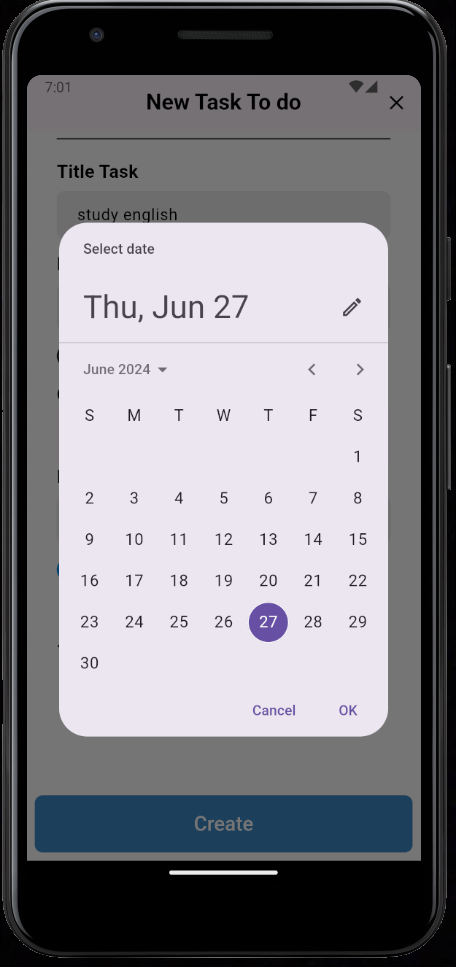 7:01
New Task To do
Title Task
study english
Select date
Thu, Jun 27
June 2024
S M T W T F S
1
2 3 4 5 6 7 8
9 10 11 12 13 14 15
16 17 18 19 20 21 22
23 24 25 26 27 28 29
30
Cancel OK
Create